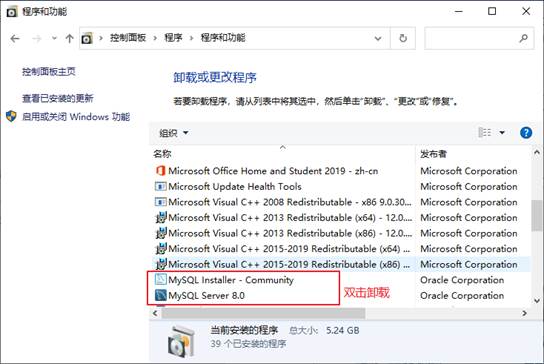 程序和功能
控制面板 > 程序 > 程序和功能
控制面板主页
查看已安装的更新
启用或关闭 Windows 功能
卸载或更改程序
若要卸载程序，请从列表中将其选中，然后单击“卸载”、“更改”或“修复”。
组织
名称 发布者
Microsoft Office Home and Student 2019 - zh-cn Microsoft Corporation
Microsoft Update Health Tools Microsoft Corporation
Microsoft Visual C++ 2008 Redistributable - x86 9.0.30... Microsoft Corporation
Microsoft Visual C++ 2013 Redistributable (x64) - 12.0... Microsoft Corporation
Microsoft Visual C++ 2013 Redistributable (x86) - 12.0... Microsoft Corporation
Microsoft Visual C++ 2015-2019 Redistributable (x64) ... Microsoft Corporation
Microsoft Visual C++ 2015-2019 Redistributable (x86) ... Microsoft Corporation
MySQL Installer - Community Oracle Corporation
MySQL Server 8.0 Oracle Corporation
双击卸载
当前安装的程序 总大小: 5.24 GB
39 个已安装的程序